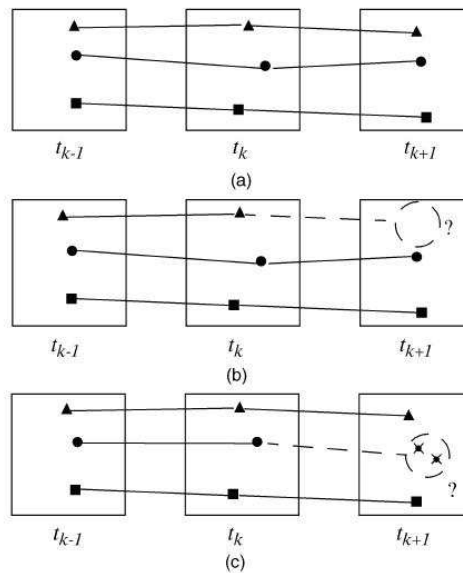 t_{k-1} t_k t_{k+1}
(a)
?
t_{k-1} t_k t_{k+1}
(b)
?
t_{k-1} t_k t_{k+1}
(c)